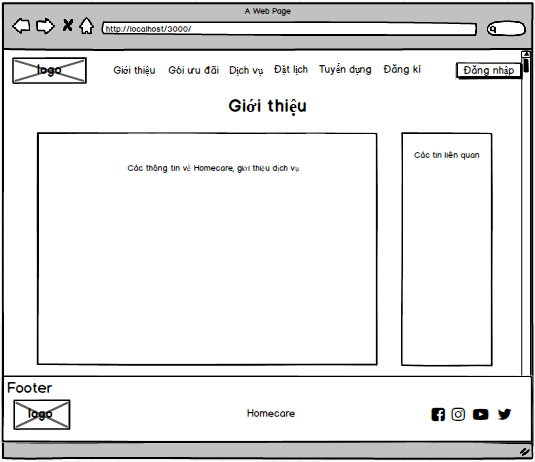 A Web Page
http://localhost/3000/
logo
Giới thiệu
Gói ưu đãi
Dịch vụ
Đặt lịch
Tuyển dụng
Đăng kí
Đăng nhập
Giới thiệu
Các thông tin về Homecare, giới thiệu dịch vụ
Các tin liên quan
Footer
logo
Homecare